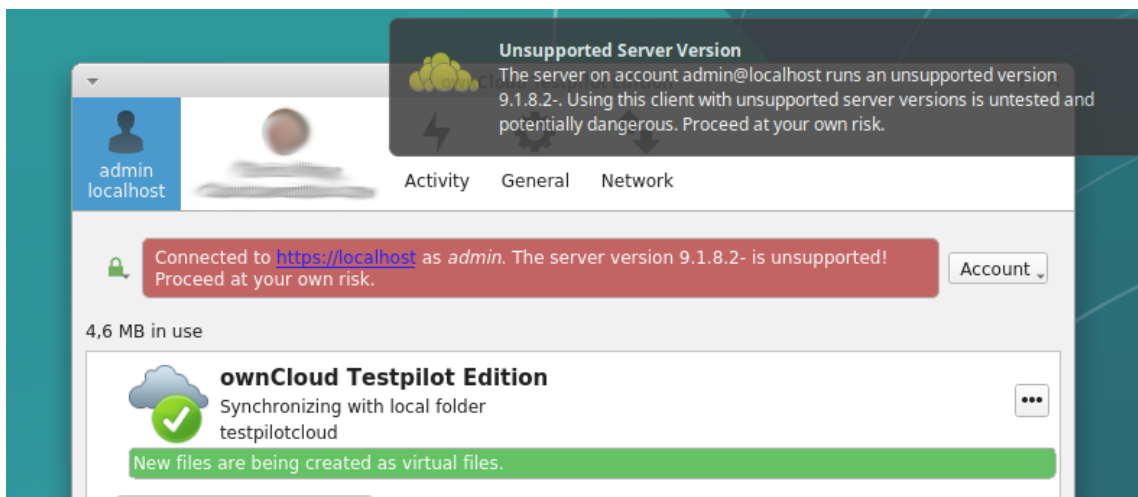 Unsupported Server Version
The server on account admin@localhost runs an unsupported version
9.1.8.2-. Using this client with unsupported server versions is untested and
potentially dangerous. Proceed at your own risk.
ownCloud Testpilot Edition
admin
localhost
Activity
General
Network
Connected to https://localhost as admin. The server version 9.1.8.2- is unsupported!
Proceed at your own risk.
Account
4,6 MB in use
ownCloud Testpilot Edition
Synchronizing with local folder
testpilotcloud
New files are being created as virtual files.